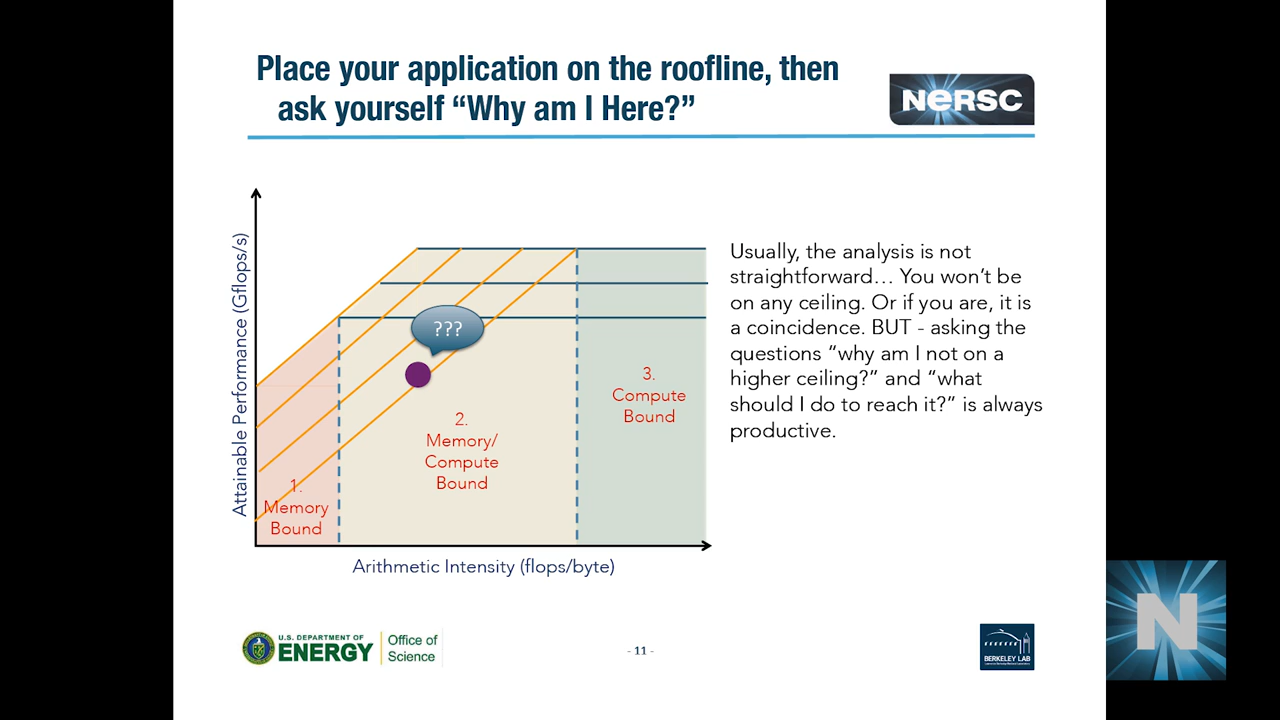 Place your application on the roofline, then
ask yourself “Why am I Here?”
NERSC
Attainable Performance (Gflops/s)
???
1.
Memory
Bound
2.
Memory/
Compute
Bound
3.
Compute
Bound
Arithmetic Intensity (flops/byte)
Usually, the analysis is not
straightforward… You won’t be
on any ceiling. Or if you are, it is
a coincidence. BUT - asking the
questions “why am I not on a
higher ceiling?” and “what
should I do to reach it?” is always
productive.
U.S. DEPARTMENT OF
ENERGY
Office of
Science
- 11 -
BERKELEY LAB
N